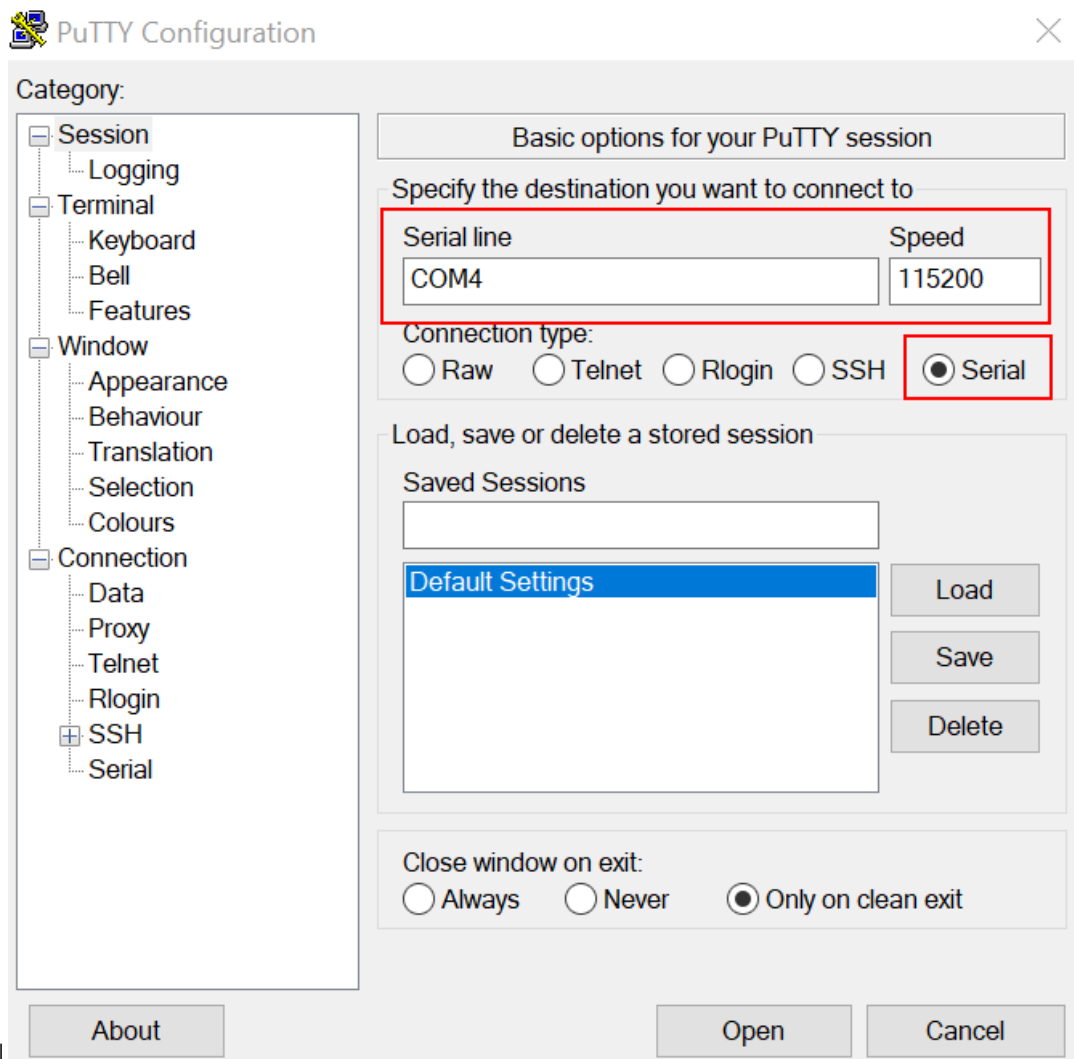 PuTTY Configuration
Category:
Session
Logging
Terminal
Keyboard
Bell
Features
Window
Appearance
Behaviour
Translation
Selection
Colours
Connection
Data
Proxy
Telnet
Rlogin
SSH
Serial
Basic options for your PuTTY session
Specify the destination you want to connect to
Serial line Speed
COM4 115200
Connection type:
Raw Telnet Rlogin SSH Serial
Load, save or delete a stored session
Saved Sessions
Default Settings
Load
Save
Delete
Close window on exit:
Always Never Only on clean exit
About Open Cancel